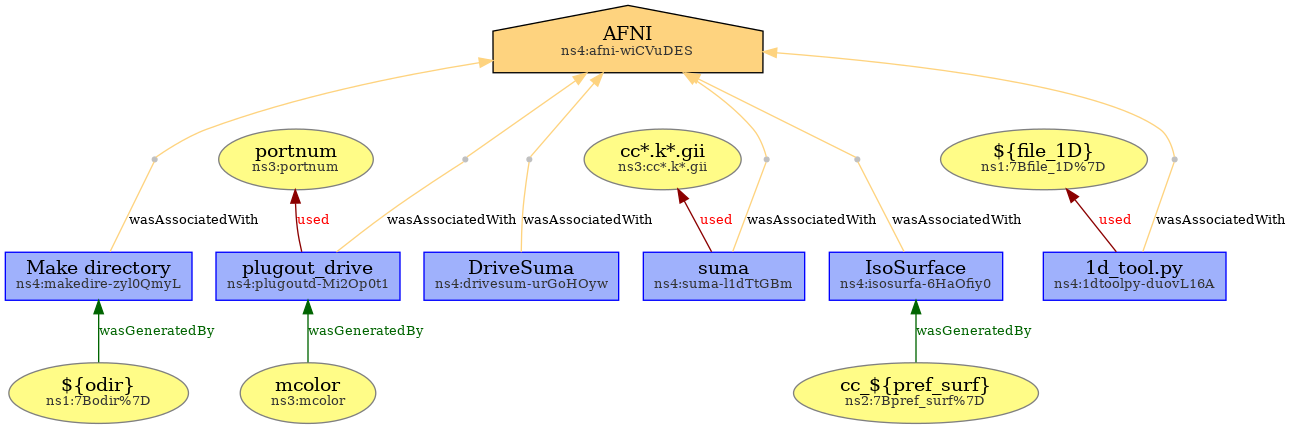 AFNI
ns4:afni-wiCVuDES
portnum
ns3:portnum
cc*.k*.gii
ns3:cc*.k*.gii
${file_1D}
ns1:7Bfile_1D%7D
wasAssociatedWith
used
wasAssociatedWith
wasAssociatedWith
used
wasAssociatedWith
wasAssociatedWith
used
wasAssociatedWith
Make directory
ns4:makedire-zyl0QmyL
plugout_drive
ns4:plugoutd-Mi2Op0t1
DriveSuma
ns4:drivesum-urGoHOyw
suma
ns4:suma-l1dTtGBm
IsoSurface
ns4:isosurfa-6HaOfiy0
1d_tool.py
ns4:1dtoolpy-duovL16A
wasGeneratedBy
wasGeneratedBy
wasGeneratedBy
${odir}
ns1:7Bodir%7D
mcolor
ns3:mcolor
cc_${pref_surf}
ns2:7Bpref_surf%7D